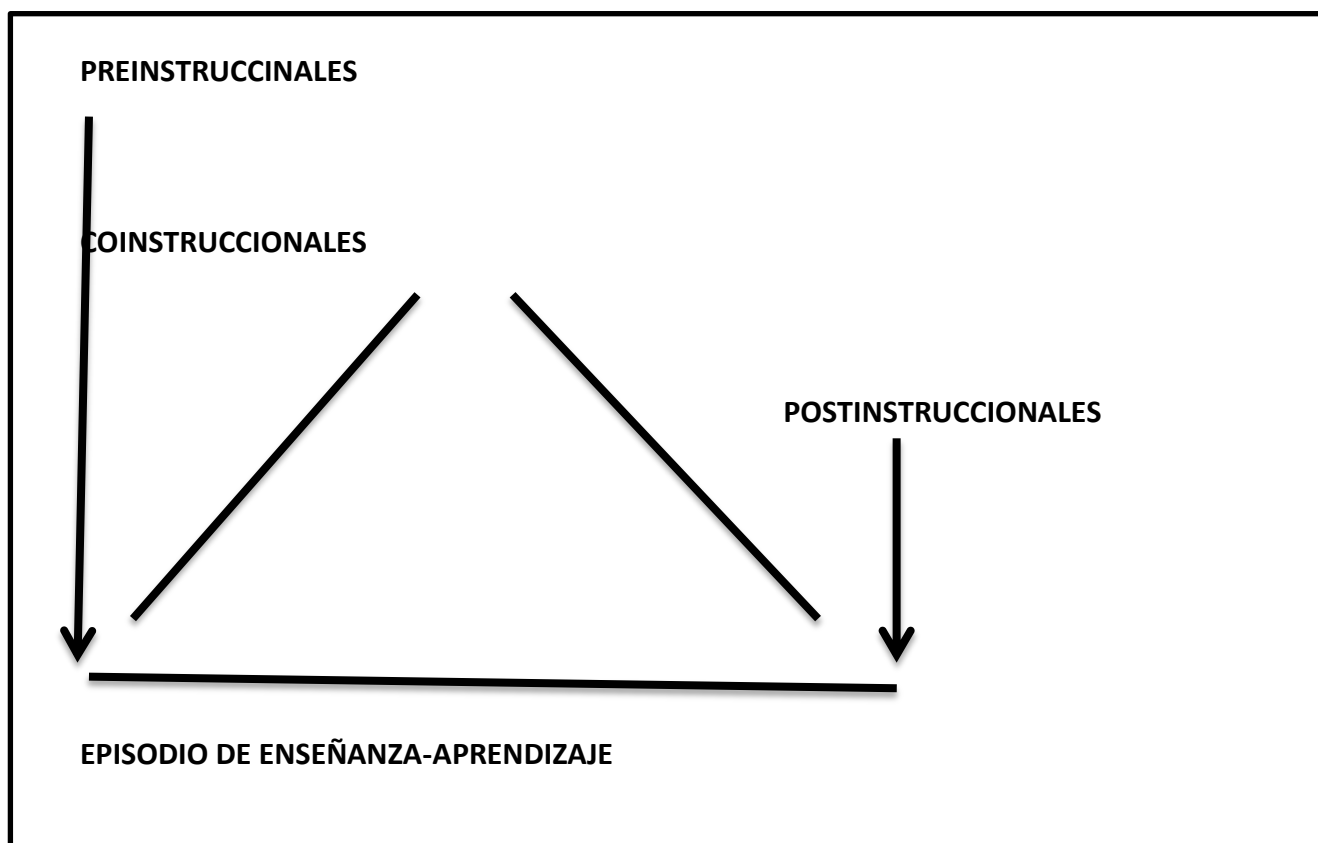 PREINSTRUCCINALES
COINSTRUCCIONALES
POSTINSTRUCCIONALES
EPISODIO DE ENSEÑANZA-APRENDIZAJE